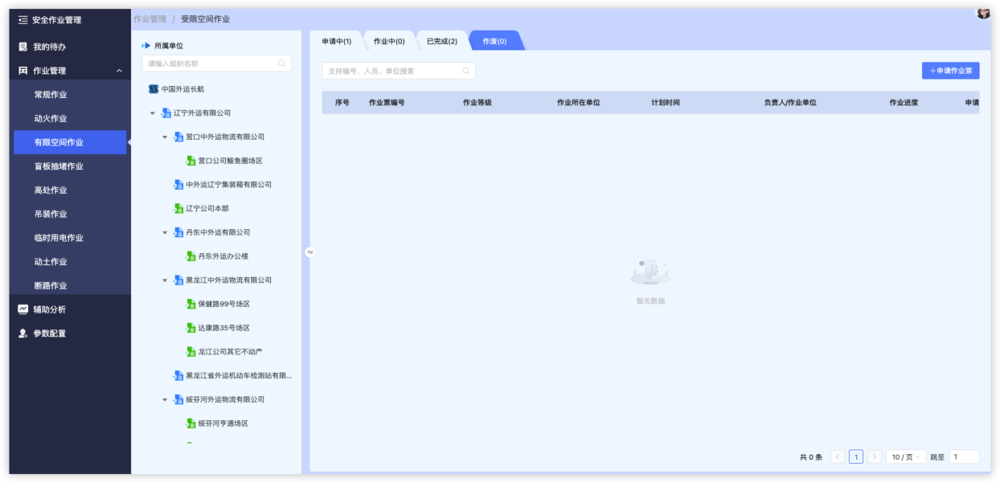 安全作业管理
作业管理 / 受限空间作业
我的待办
作业管理
常规作业
动火作业
有限空间作业
盲板抽堵作业
高处作业
吊装作业
临时用电作业
动土作业
断路作业
辅助分析
参数配置
所属单位
请输入组织名称
中国外运长航
辽宁外运有限公司
营口中外运物流有限公司
营口公司鲅鱼圈场区
中外运辽宁集装箱有限公司
辽宁公司本部
丹东中外运有限公司
丹东外运办公楼
黑龙江中外运物流有限公司
保健路99号场区
达康路35号场区
龙江公司其它不动产
黑龙江省外运机动车检测站有限...
绥芬河外运物流有限公司
绥芬河亨通场区
申请中(1) 作业中(0) 已完成(2) 作废(0)
支持编号、人员、单位搜索
+申请作业票
序号 作业票编号 作业等级 作业所在单位 计划时间 负责人/作业单位 作业进度 申请
暂无数据
共 0 条 < 1 > 10 / 页 跳至 1